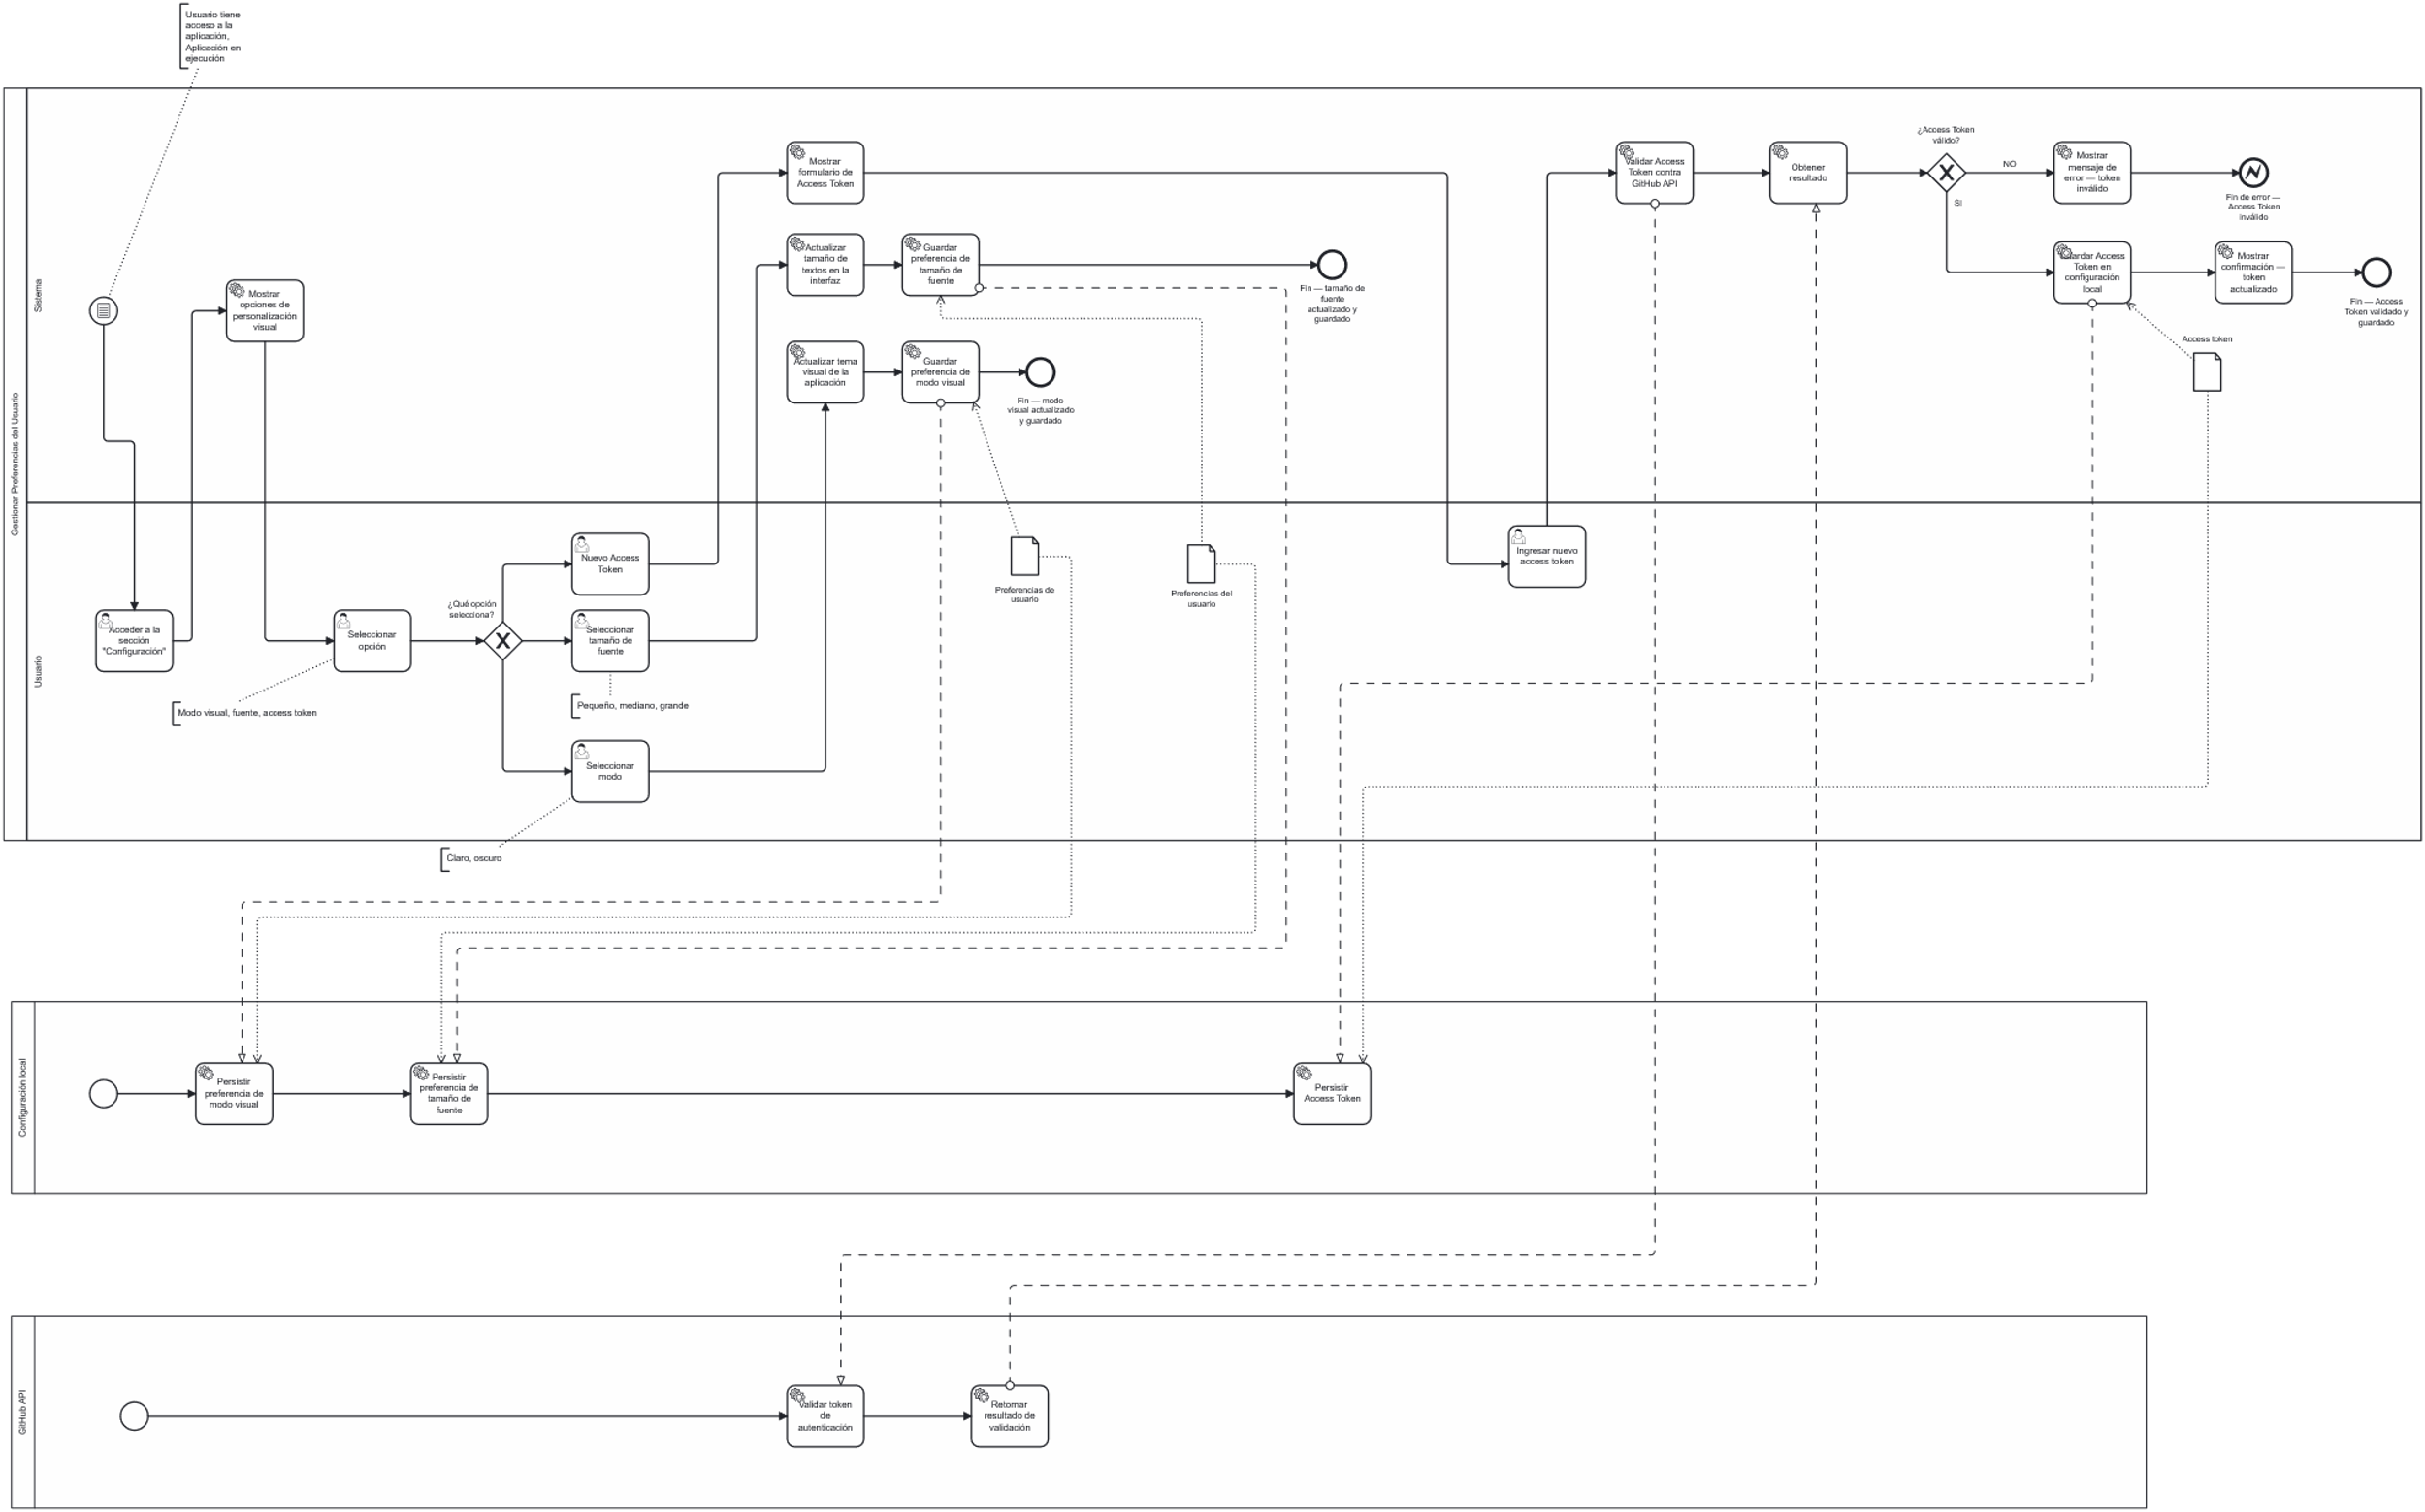 Usuario tiene
acceso a la
aplicación,
Aplicación en
ejecución
Gestionar Preferencias del Usuario
Sistema
Mostrar
opciones de
personalización
visual
Mostrar
formulario de
Access Token
Actualizar
tamaño de
textos en la
interfaz
Guardar
preferencia de
tamaño de
fuente
Fin — tamaño de
fuente
actualizado y
guardado
Actualizar tema
visual de la
aplicación
Guardar
preferencia de
modo visual
Fin — modo
visual actualizado
y guardado
Validar Access
Token contra
GitHub API
Obtener
resultado
¿Access Token
válido?
NO
SI
Mostrar
mensaje de
error — token
inválido
Fin de error —
Access Token
inválido
Guardar Access
Token en
configuración
local
Mostrar
confirmación —
token
actualizado
Fin — Access
Token validado y
guardado
Access token
Usuario
Acceder a la
sección
"Configuración"
Seleccionar
opción
Modo visual, fuente, access token
¿Qué opción
selecciona?
Nuevo Access
Token
Seleccionar
tamaño de
fuente
Pequeño, mediano, grande
Seleccionar
modo
Claro, oscuro
Preferencias de
usuario
Preferencias del
usuario
Ingresar nuevo
access token
Configuración local
Persistir
preferencia de
modo visual
Persistir
preferencia de
tamaño de
fuente
Persistir
Access Token
GitHub API
Validar token
de
autenticación
Retornar
resultado de
validación